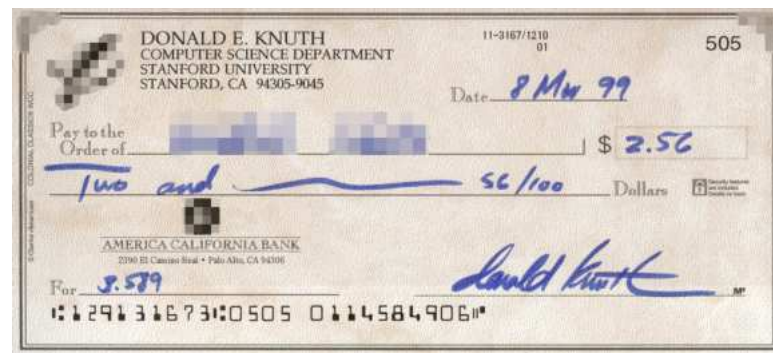 DONALD E. KNUTH
COMPUTER SCIENCE DEPARTMENT
STANFORD UNIVERSITY
STANFORD, CA 94305-9045
11-3167/1210
01
505
Date 8 Mar 99
Pay to the
Order of
$ 2.56
Two and 56/100 Dollars
AMERICA CALIFORNIA BANK
2390 El Camino Real • Palo Alto, CA 94306
For 3.589
Donald Knuth
MP
⑆129131673⑆0505 0114584906⑈